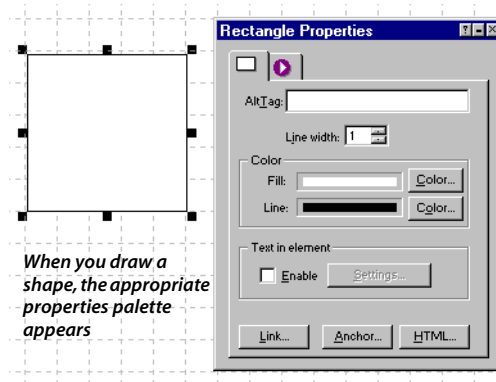 Rectangle Properties
AltTag:
Line width: 1
Color
Fill: Color...
Line: Color...
Text in element
Enable Settings...
Link... Anchor... HTML...
When you draw a
shape, the appropriate
properties palette
appears